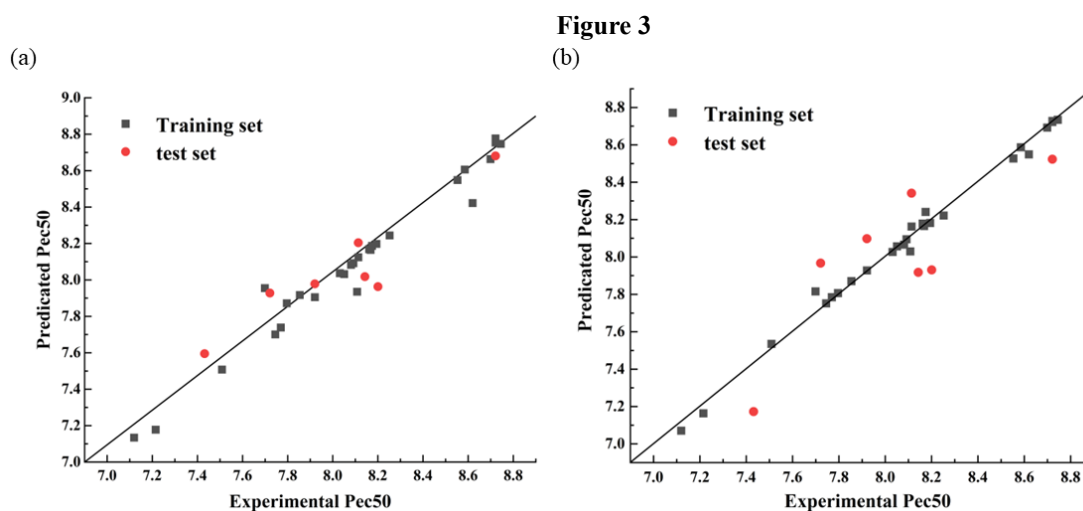 Figure 3
(a)
(b)
9.0
8.8
8.6
8.4
8.2
8.0
7.8
7.6
7.4
7.2
7.0
Training set
test set
Predicated Pec50
7.0 7.2 7.4 7.6 7.8 8.0 8.2 8.4 8.6 8.8
Experimental Pec50
8.8
8.6
8.4
8.2
8.0
7.8
7.6
7.4
7.2
7.0
Training set
test set
Predicated Pec50
7.0 7.2 7.4 7.6 7.8 8.0 8.2 8.4 8.6 8.8
Experimental Pec50